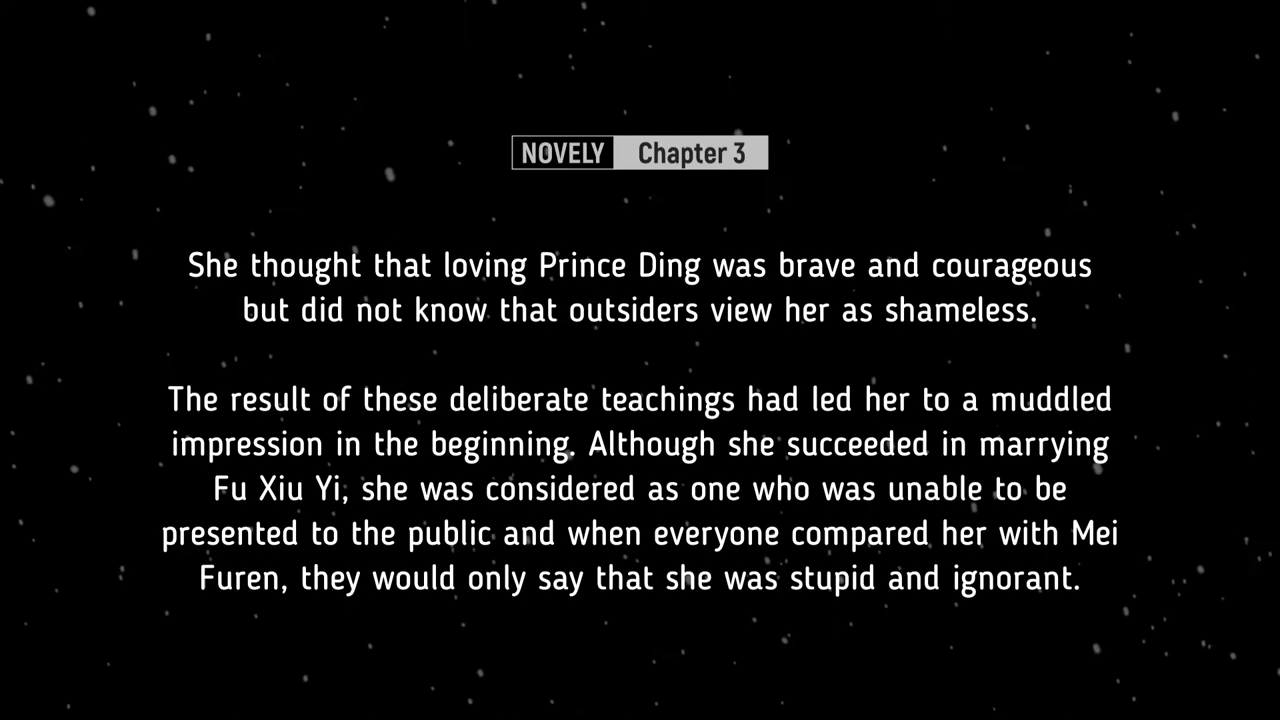 NOVELY Chapter 3
She thought that loving Prince Ding was brave and courageous
but did not know that outsiders view her as shameless.
The result of these deliberate teachings had led her to a muddled
impression in the beginning. Although she succeeded in marrying
Fu Xiu Yi, she was considered as one who was unable to be
presented to the public and when everyone compared her with Mei
Furen, they would only say that she was stupid and ignorant.